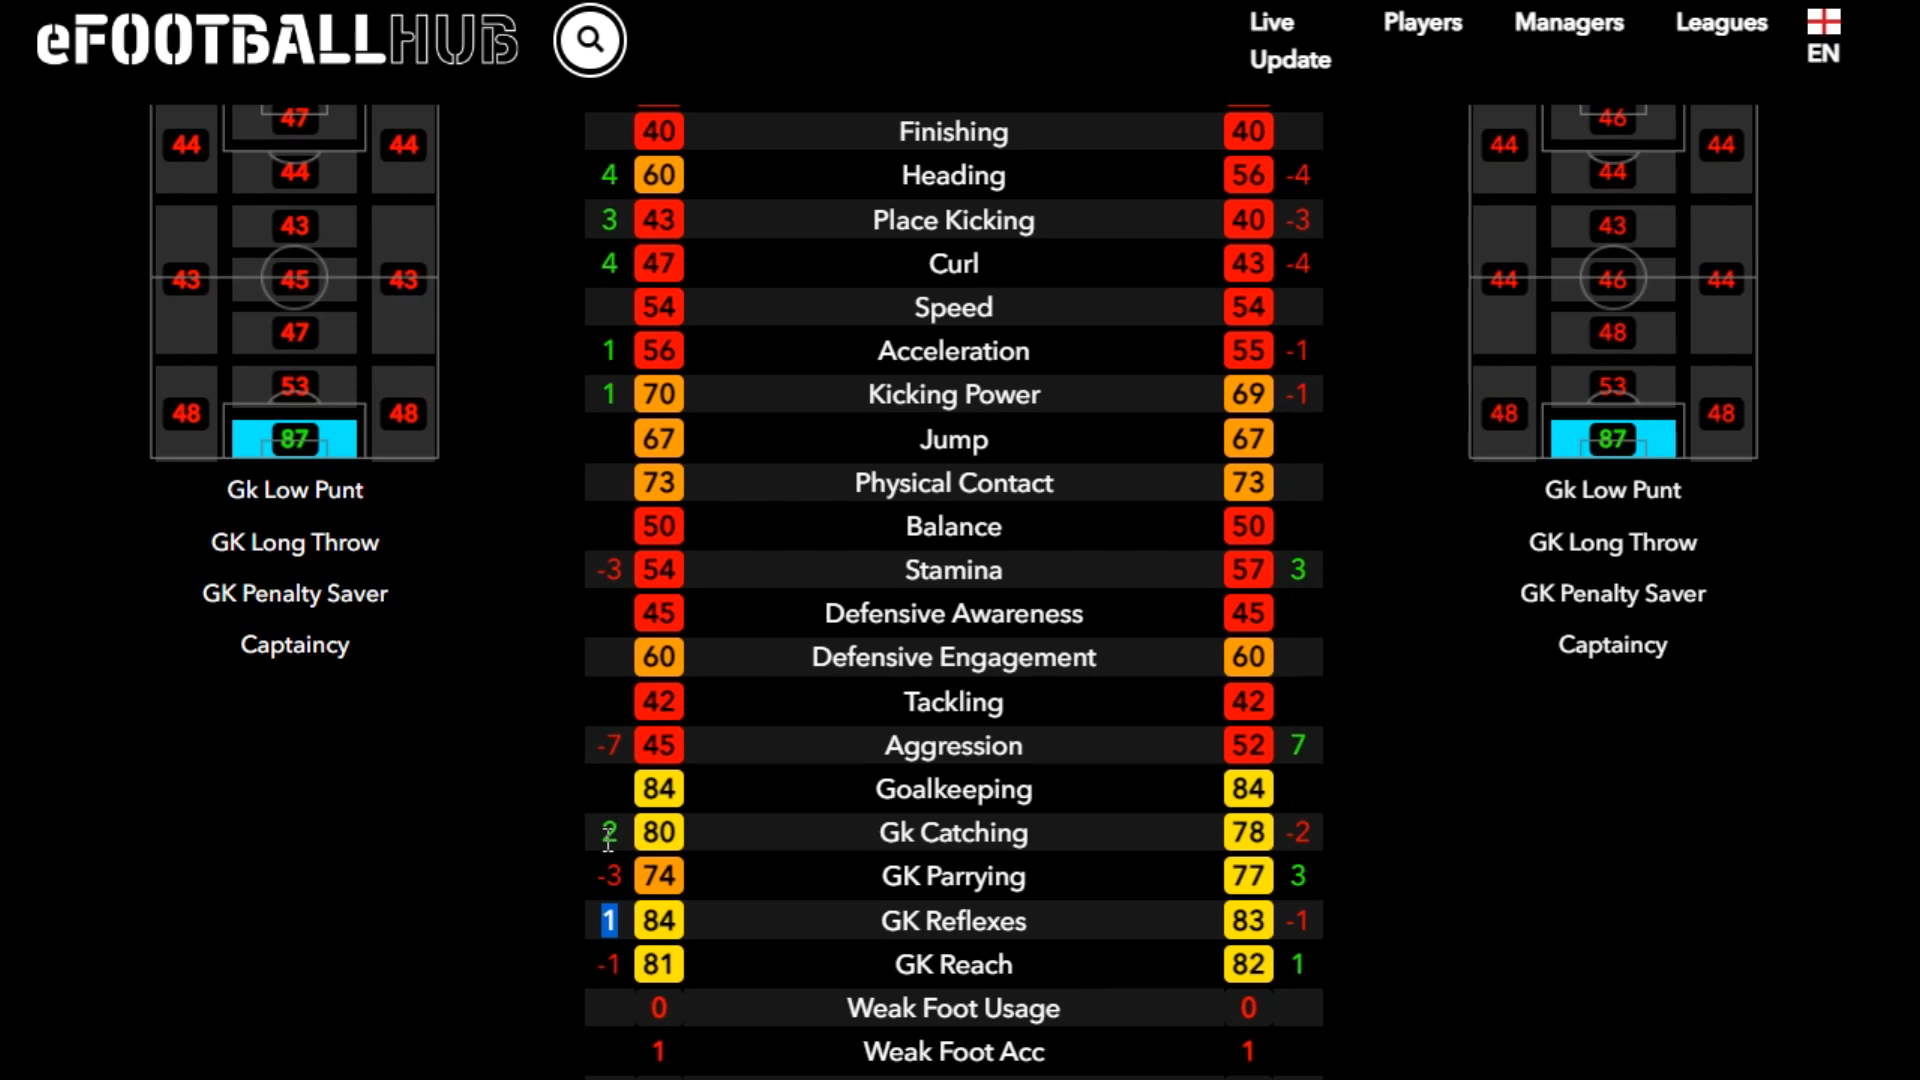 eFOOTBALLHUB
Live Update
Players
Managers
Leagues
EN
47
44 44
44
43
43 45 43
47
53
48 48
87
Gk Low Punt
GK Long Throw
GK Penalty Saver
Captaincy
40 Finishing 40
4 60 Heading 56 -4
3 43 Place Kicking 40 -3
4 47 Curl 43 -4
54 Speed 54
1 56 Acceleration 55 -1
1 70 Kicking Power 69 -1
67 Jump 67
73 Physical Contact 73
50 Balance 50
-3 54 Stamina 57 3
45 Defensive Awareness 45
60 Defensive Engagement 60
42 Tackling 42
-7 45 Aggression 52 7
84 Goalkeeping 84
2 80 Gk Catching 78 -2
-3 74 GK Parrying 77 3
1 84 GK Reflexes 83 -1
-1 81 GK Reach 82 1
0 Weak Foot Usage 0
1 Weak Foot Acc 1
46
44 44
44
43
44 46 44
48
53
48 48
87
Gk Low Punt
GK Long Throw
GK Penalty Saver
Captaincy